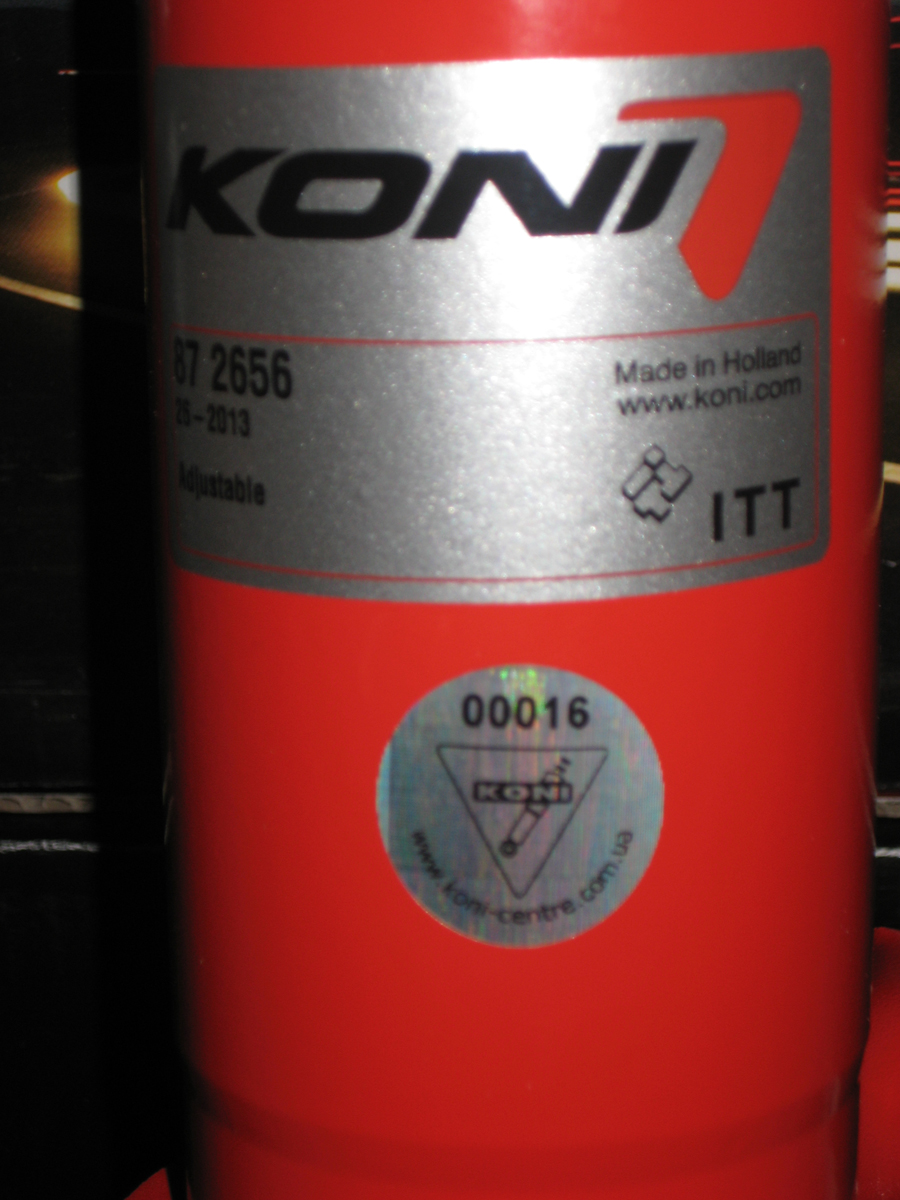 KONI
87 2656
26-2013
Adjustable
Made in Holland
www.koni.com
ITT
00016
KONI
www.koni-centre.com.ua